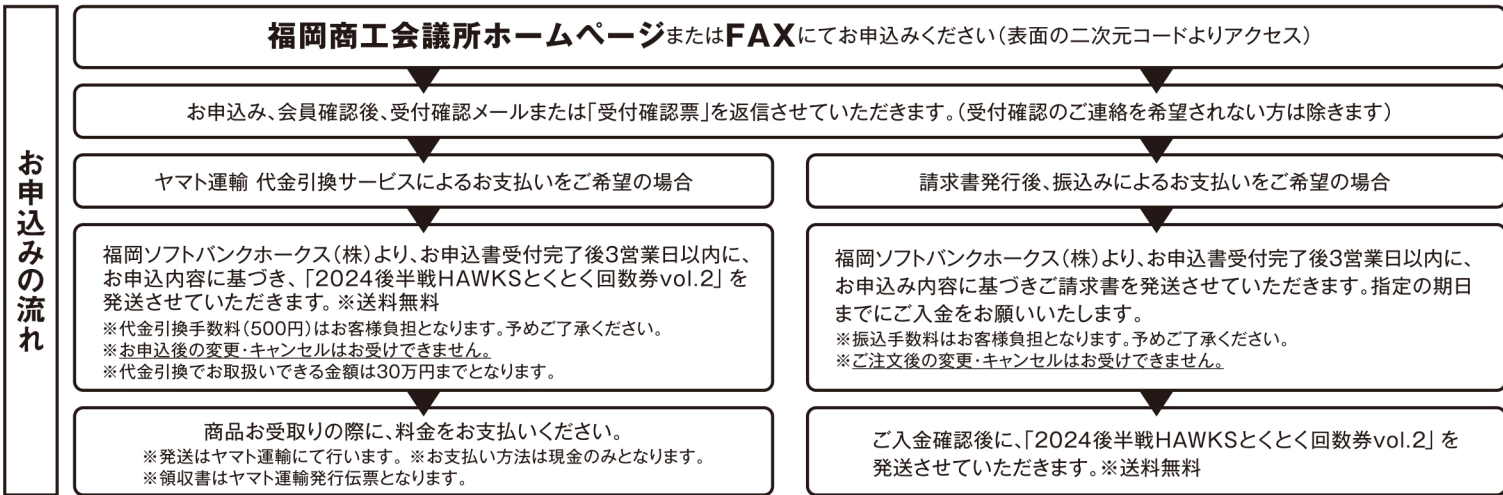 お申込みの流れ
福岡商工会議所ホームページまたはFAXにてお申込みください(表面の二次元コードよりアクセス)
お申込み、会員確認後、受付確認メールまたは「受付確認票」を返信させていただきます。(受付確認のご連絡を希望されない方は除きます)
ヤマト運輸 代金引換サービスによるお支払いをご希望の場合
福岡ソフトバンクホークス(株)より、お申込書受付完了後3営業日以内に、
お申込内容に基づき、「2024後半戦HAWKSとくとく回数券vol.2」を
発送させていただきます。※送料無料
※代金引換手数料(500円)はお客様負担となります。予めご了承ください。
※お申込後の変更・キャンセルはお受けできません。
※代金引換でお取扱いできる金額は30万円までとなります。
商品お受取りの際に、料金をお支払いください。
※発送はヤマト運輸にて行います。※お支払い方法は現金のみとなります。
※領収書はヤマト運輸発行伝票となります。
請求書発行後、振込みによるお支払いをご希望の場合
福岡ソフトバンクホークス(株)より、お申込書受付完了後3営業日以内に、
お申込み内容に基づきご請求書を発送させていただきます。指定の期日
までにご入金をお願いいたします。
※振込手数料はお客様負担となります。予めご了承ください。
※ご注文後の変更・キャンセルはお受けできません。
ご入金確認後に、「2024後半戦HAWKSとくとく回数券vol.2」を
発送させていただきます。※送料無料